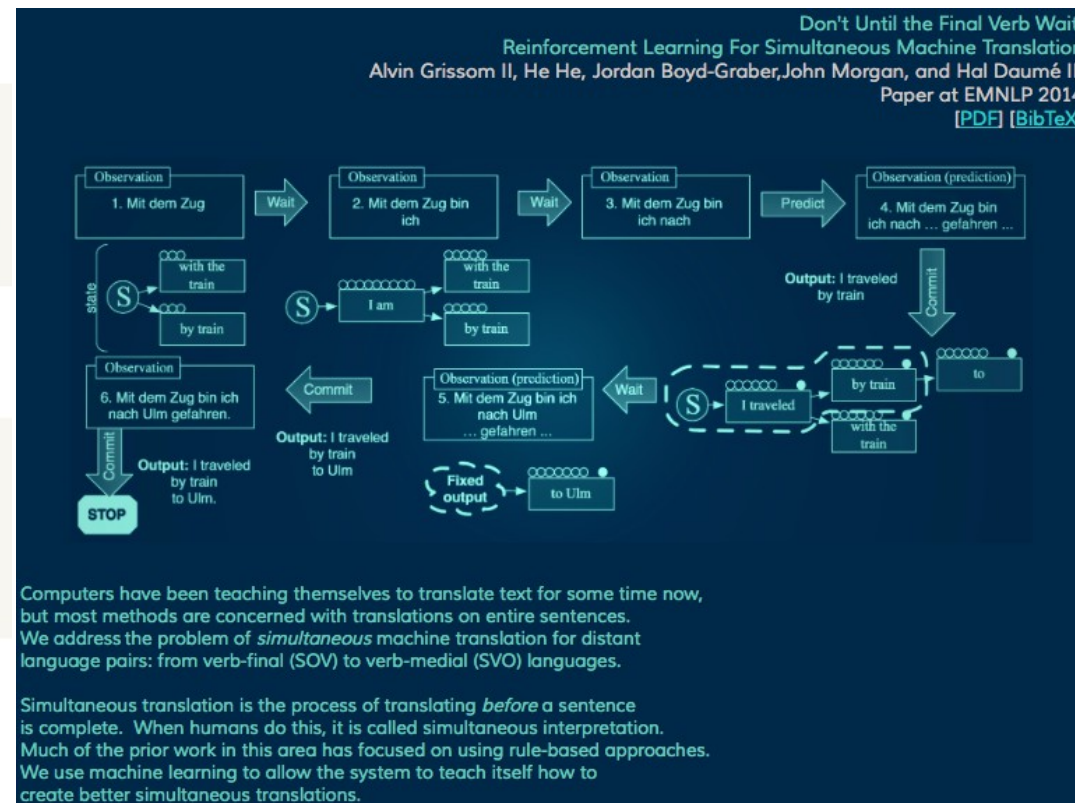 Don't Until the Final Verb Wait
Reinforcement Learning For Simultaneous Machine Translation
Alvin Grissom II, He He, Jordan Boyd-Graber,John Morgan, and Hal Daumé II
Paper at EMNLP 2014
[PDF] [BibTeX
Observation
1. Mit dem Zug
Wait
Observation
2. Mit dem Zug bin
ich
Wait
Observation
3. Mit dem Zug bin
ich nach
Predict
Observation (prediction)
4. Mit dem Zug bin
ich nach ... gefahren ...
state
S
with the
train
by train
S
I am
with the
train
by train
Output: I traveled
by train
Commit
Observation
6. Mit dem Zug bin ich
nach Ulm gefahren.
Commit
Output: I traveled
by train
to Ulm
Observation (prediction)
5. Mit dem Zug bin ich
nach Ulm
... gefahren ...
Wait
S
I traveled
by train
with the
train
to
Commit
Output: I traveled
by train
to Ulm.
STOP
Fixed
output
to Ulm
Computers have been teaching themselves to translate text for some time now,
but most methods are concerned with translations on entire sentences.
We address the problem of simultaneous machine translation for distant
language pairs: from verb-final (SOV) to verb-medial (SVO) languages.
Simultaneous translation is the process of translating before a sentence
is complete. When humans do this, it is called simultaneous interpretation.
Much of the prior work in this area has focused on using rule-based approaches.
We use machine learning to allow the system to teach itself how to
create better simultaneous translations.